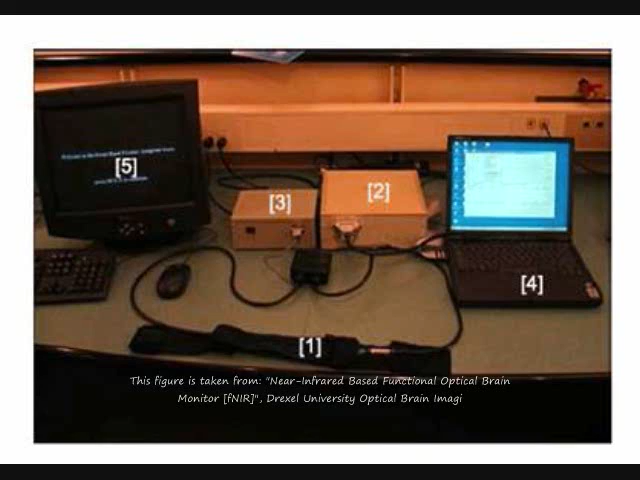 [5]
[3]
[2]
[4]
[1]
This figure is taken from: "Near-Infrared Based Functional Optical Brain
Monitor [fNIR]", Drexel University Optical Brain Imagi